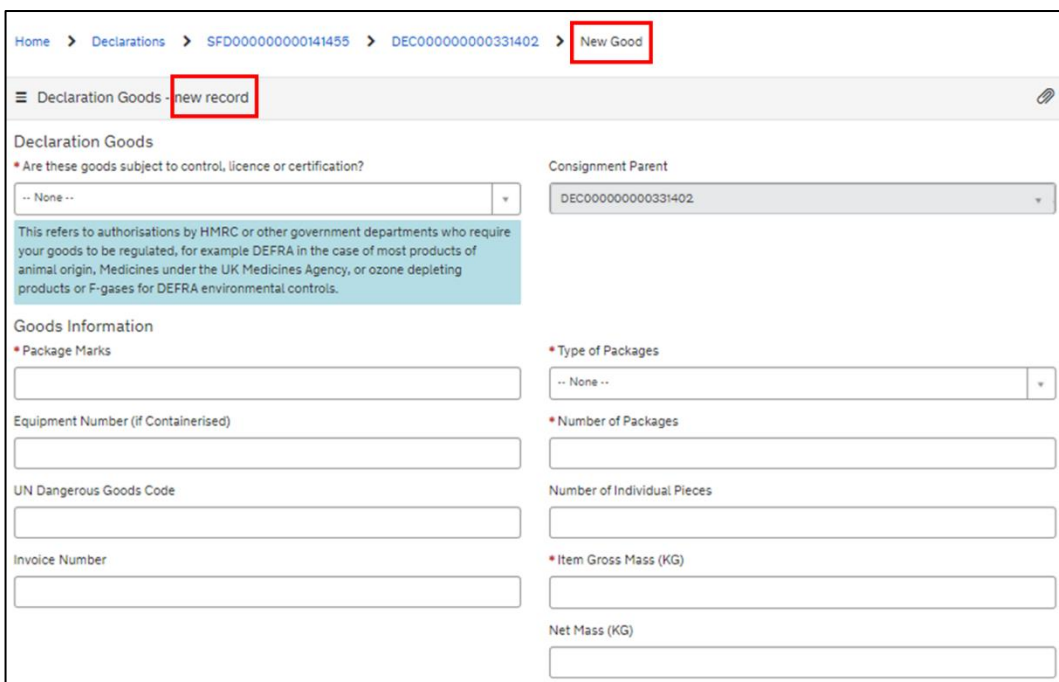 Home > Declarations > SFD000000000141455 > DEC000000000331402 > New Good
Declaration Goods - new record
Declaration Goods
* Are these goods subject to control, licence or certification?
-- None --
This refers to authorisations by HMRC or other government departments who require
your goods to be regulated, for example DEFRA in the case of most products of
animal origin, Medicines under the UK Medicines Agency, or ozone depleting
products or F-gases for DEFRA environmental controls.
Consignment Parent
DEC000000000331402
Goods Information
* Package Marks
* Type of Packages
-- None --
Equipment Number (if Containerised)
* Number of Packages
UN Dangerous Goods Code
Number of Individual Pieces
Invoice Number
* Item Gross Mass (KG)
Net Mass (KG)